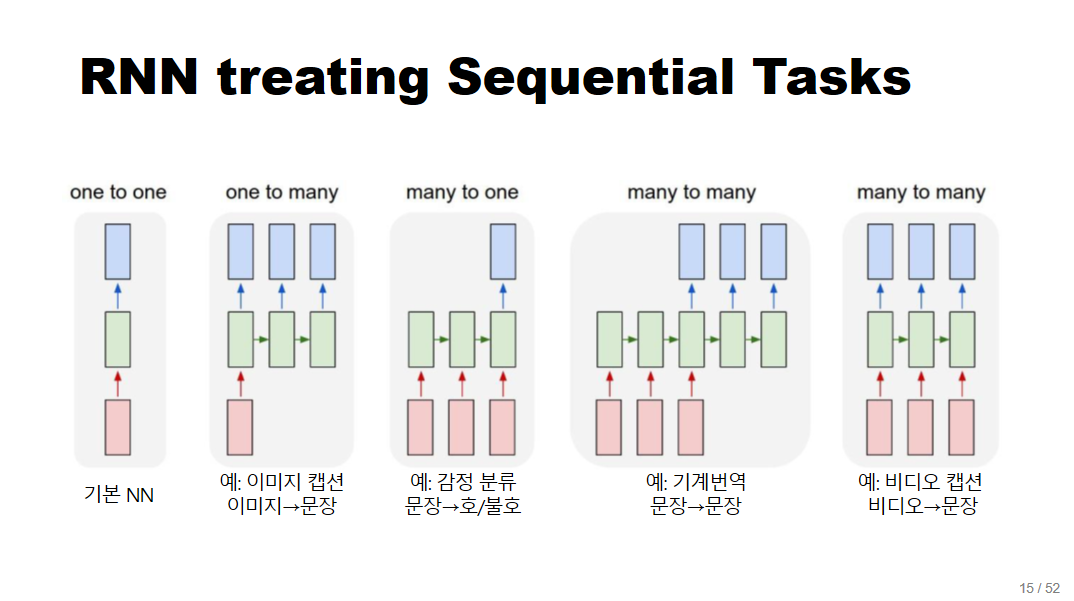 RNN treating Sequential Tasks
one to one
one to many
many to one
many to many
many to many
기본 NN
예: 이미지 캡션
이미지→문장
예: 감정 분류
문장→호/불호
예: 기계번역
문장→문장
예: 비디오 캡션
비디오→문장
15 / 52